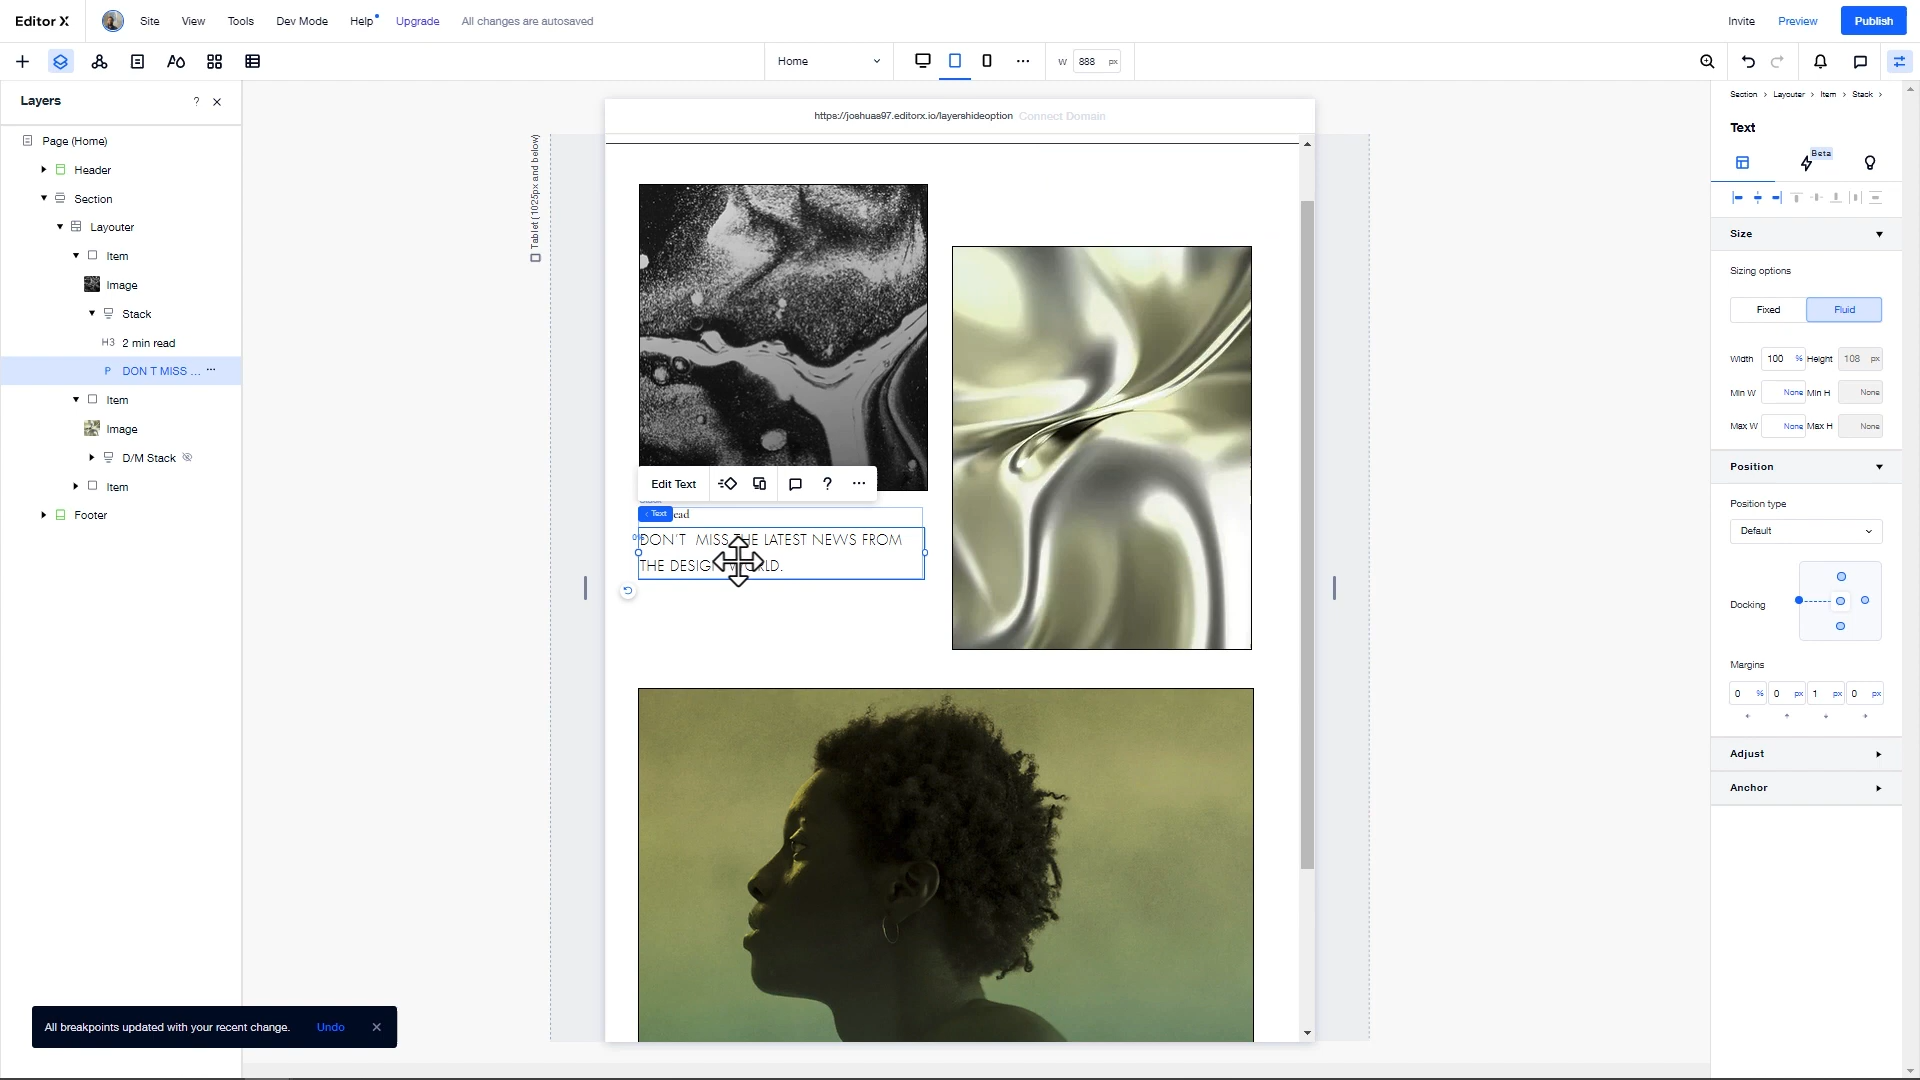 Editor X
Site
View
Tools
Dev Mode
Help
Upgrade
All changes are autosaved
Invite
Preview
Publish
Home
W 888 px
Layers
?
Page (Home)
Header
Section
Layouter
Item
Image
Stack
H3 2 min read
P DON T MISS ... ...
Item
Image
D/M Stack
Item
Footer
All breakpoints updated with your recent change. Undo
https://joshuas97.editorx.io/layershideoption Connect Domain
Tablet (1025px and below)
Edit Text
?
< Text
ead
DON'T MISS THE LATEST NEWS FROM
THE DESIGN WORLD.
Section > Layouter > Item > Stack >
Text
Beta
Size
Sizing options
Fixed
Fluid
Width 100 % Height 108 px
Min W None Min H None
Max W None Max H None
Position
Position type
Default
Docking
Margins
0 % 0 px 1 px 0 px
Adjust
Anchor